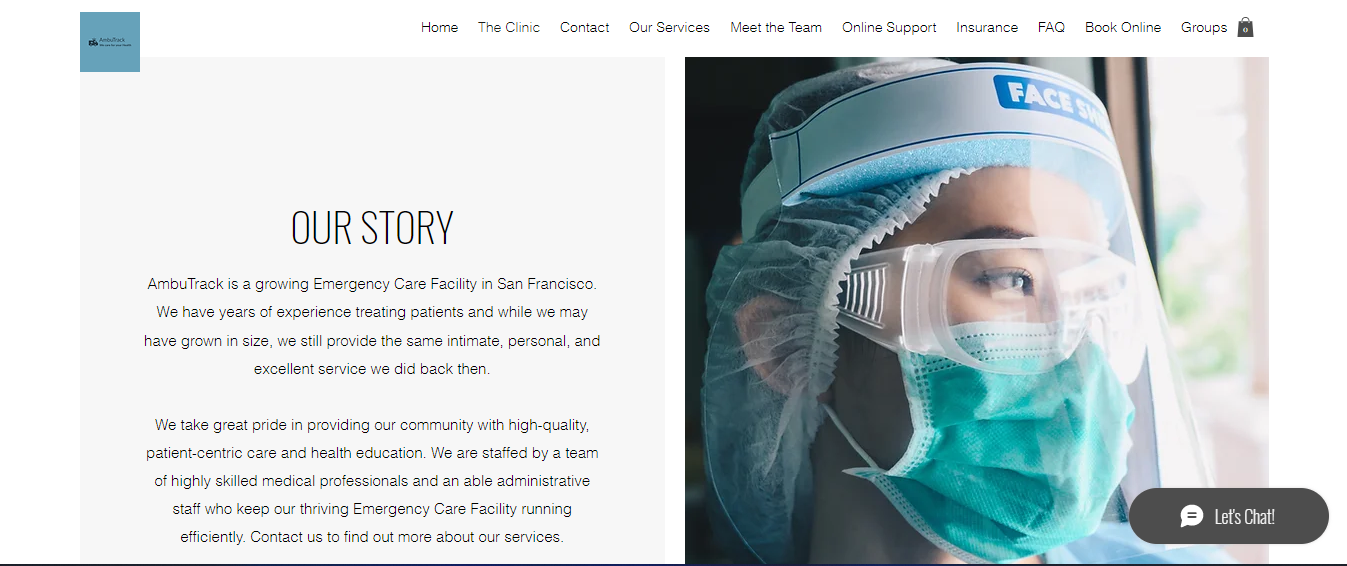 AmbuTrack
Home The Clinic Contact Our Services Meet the Team Online Support Insurance FAQ Book Online Groups 0
FACE
OUR STORY
AmbuTrack is a growing Emergency Care Facility in San Francisco.
We have years of experience treating patients and while we may
have grown in size, we still provide the same intimate, personal, and
excellent service we did back then.
We take great pride in providing our community with high-quality,
patient-centric care and health education. We are staffed by a team
of highly skilled medical professionals and an able administrative
staff who keep our thriving Emergency Care Facility running
efficiently. Contact us to find out more about our services.
Let's Chat!